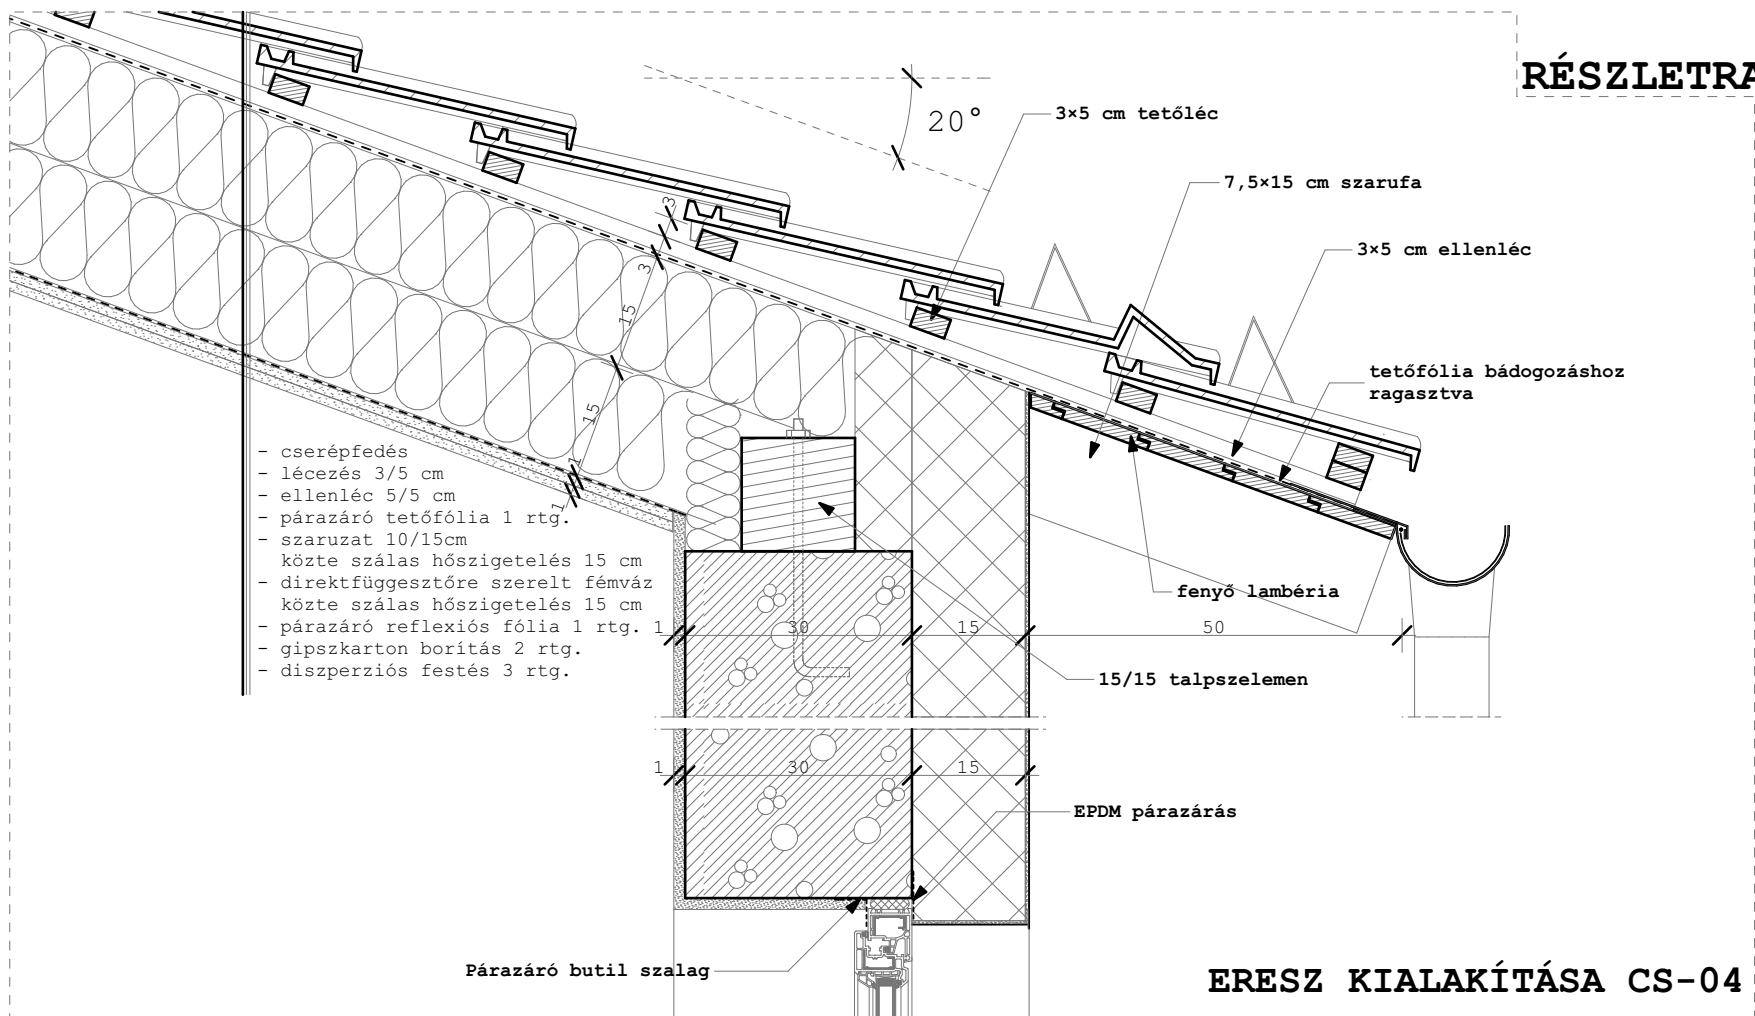 RÉSZLETRA
20°
3×5 cm tetőléc
7,5×15 cm szarufa
3×5 cm ellenléc
tetőfólia bádogozáshoz
ragasztva
3
3
15
15
1
1
- cserépfedés
- lécezés 3/5 cm
- ellenléc 5/5 cm
- párazáró tetőfólia 1 rtg.
- szaruzat 10/15cm
közte szálas hőszigetelés 15 cm
- direktfüggesztőre szerelt fémváz
közte szálas hőszigetelés 15 cm
- párazáró reflexiós fólia 1 rtg.
- gipszkarton borítás 2 rtg.
- diszperziós festés 3 rtg.
fenyő lambéria
1 30 15 50
15/15 talpszelemen
1 30 15
EPDM párazárás
Párazáró butil szalag
ERESZ KIALAKÍTÁSA CS-04